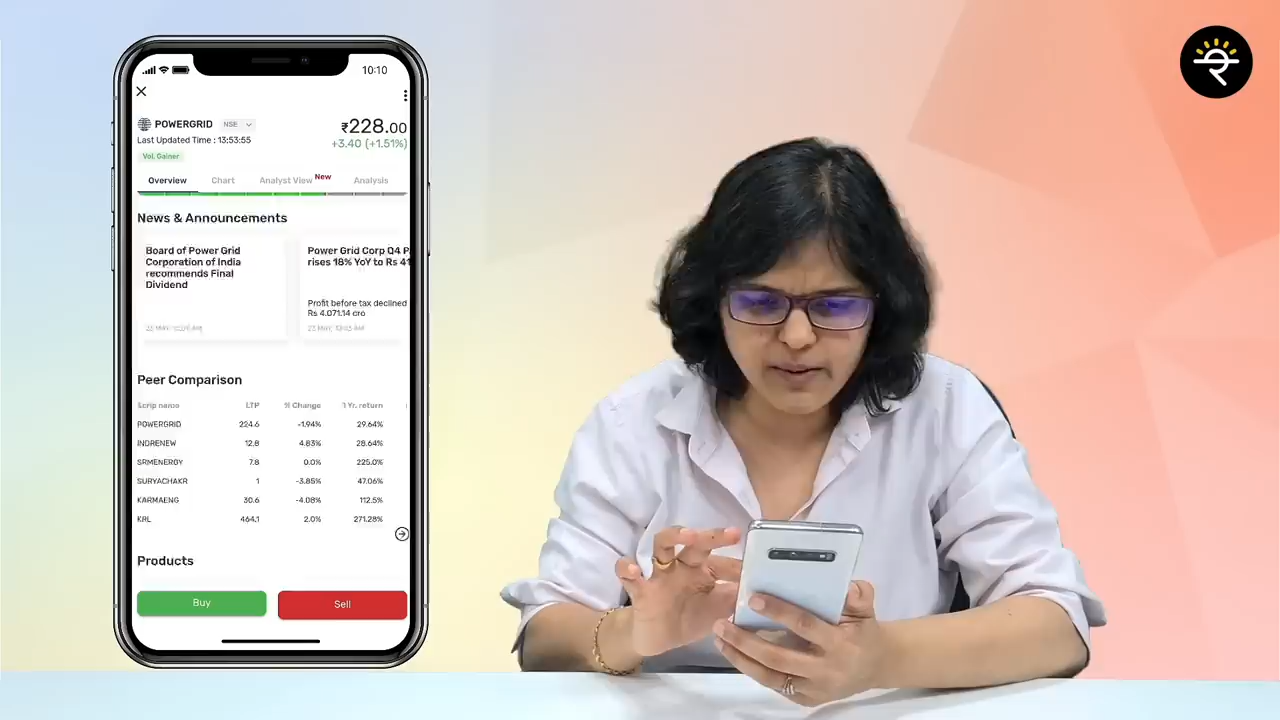 10:10
POWERGRID NSE
₹228.00
Last Updated Time : 13:53:55
+3.40 (+1.51%)
Vol. Gainer
Overview Chart Analyst View New Analysis
News & Announcements
Board of Power Grid
Corporation of India
recommends Final
Dividend
Power Grid Corp Q4 P
rises 18% YoY to Rs 41
Profit before tax declined
Rs 4,071.14 cro
Peer Comparison
Scrip name LTP % Change 1 Yr. return
POWERGRID 224.6 -1.94% 29.64%
INDRENEW 12.8 4.83% 28.64%
SRMENERGY 7.8 0.0% 225.0%
SURYACHAKR 1 -3.85% 47.06%
KARMAENG 30.6 -4.08% 112.5%
KRL 464.1 2.0% 271.28%
Products
Buy Sell